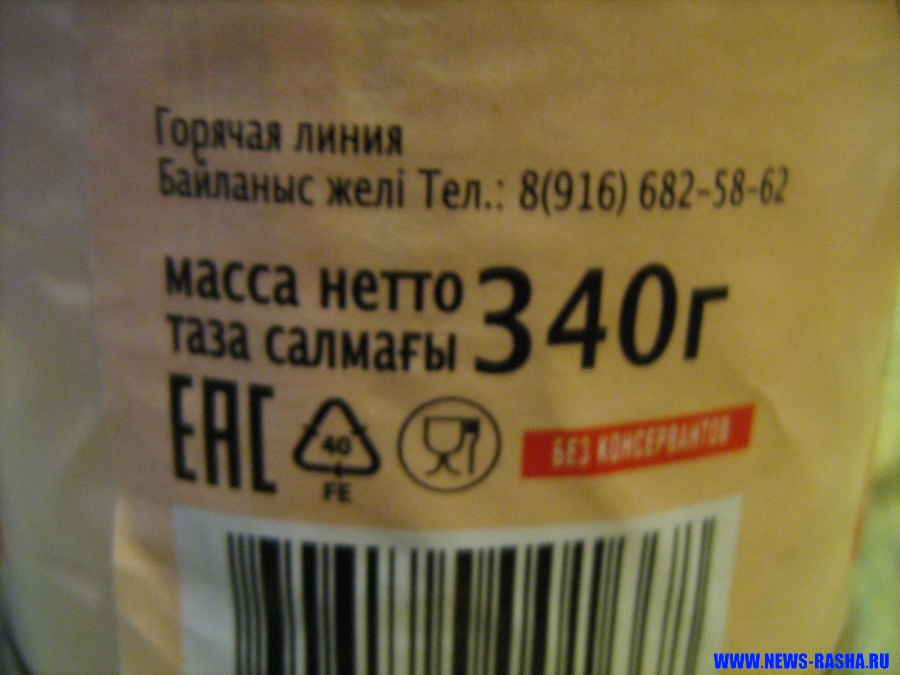 Горячая линия
Байланыс желі Тел.: 8(916) 682-58-62
масса нетто 340г
таза салмағы
EAC
40
FE
БЕЗ КОНСЕРВАНТОВ
WWW.NEWS-RASHA.RU